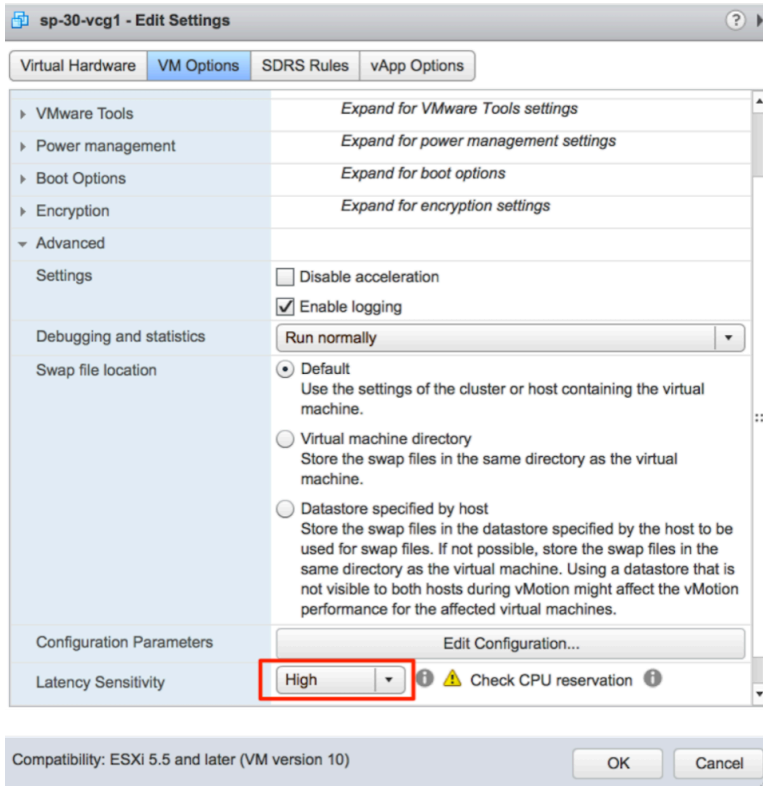 sp-30-vcg1 - Edit Settings
?
Virtual Hardware VM Options SDRS Rules vApp Options
VMware Tools Expand for VMware Tools settings
Power management Expand for power management settings
Boot Options Expand for boot options
Encryption Expand for encryption settings
Advanced
Settings Disable acceleration
Enable logging
Debugging and statistics Run normally
Swap file location Default
Use the settings of the cluster or host containing the virtual
machine.
Virtual machine directory
Store the swap files in the same directory as the virtual
machine.
Datastore specified by host
Store the swap files in the datastore specified by the host to be
used for swap files. If not possible, store the swap files in the
same directory as the virtual machine. Using a datastore that is
not visible to both hosts during vMotion might affect the vMotion
performance for the affected virtual machines.
Configuration Parameters Edit Configuration...
Latency Sensitivity High Check CPU reservation
Compatibility: ESXi 5.5 and later (VM version 10) OK Cancel